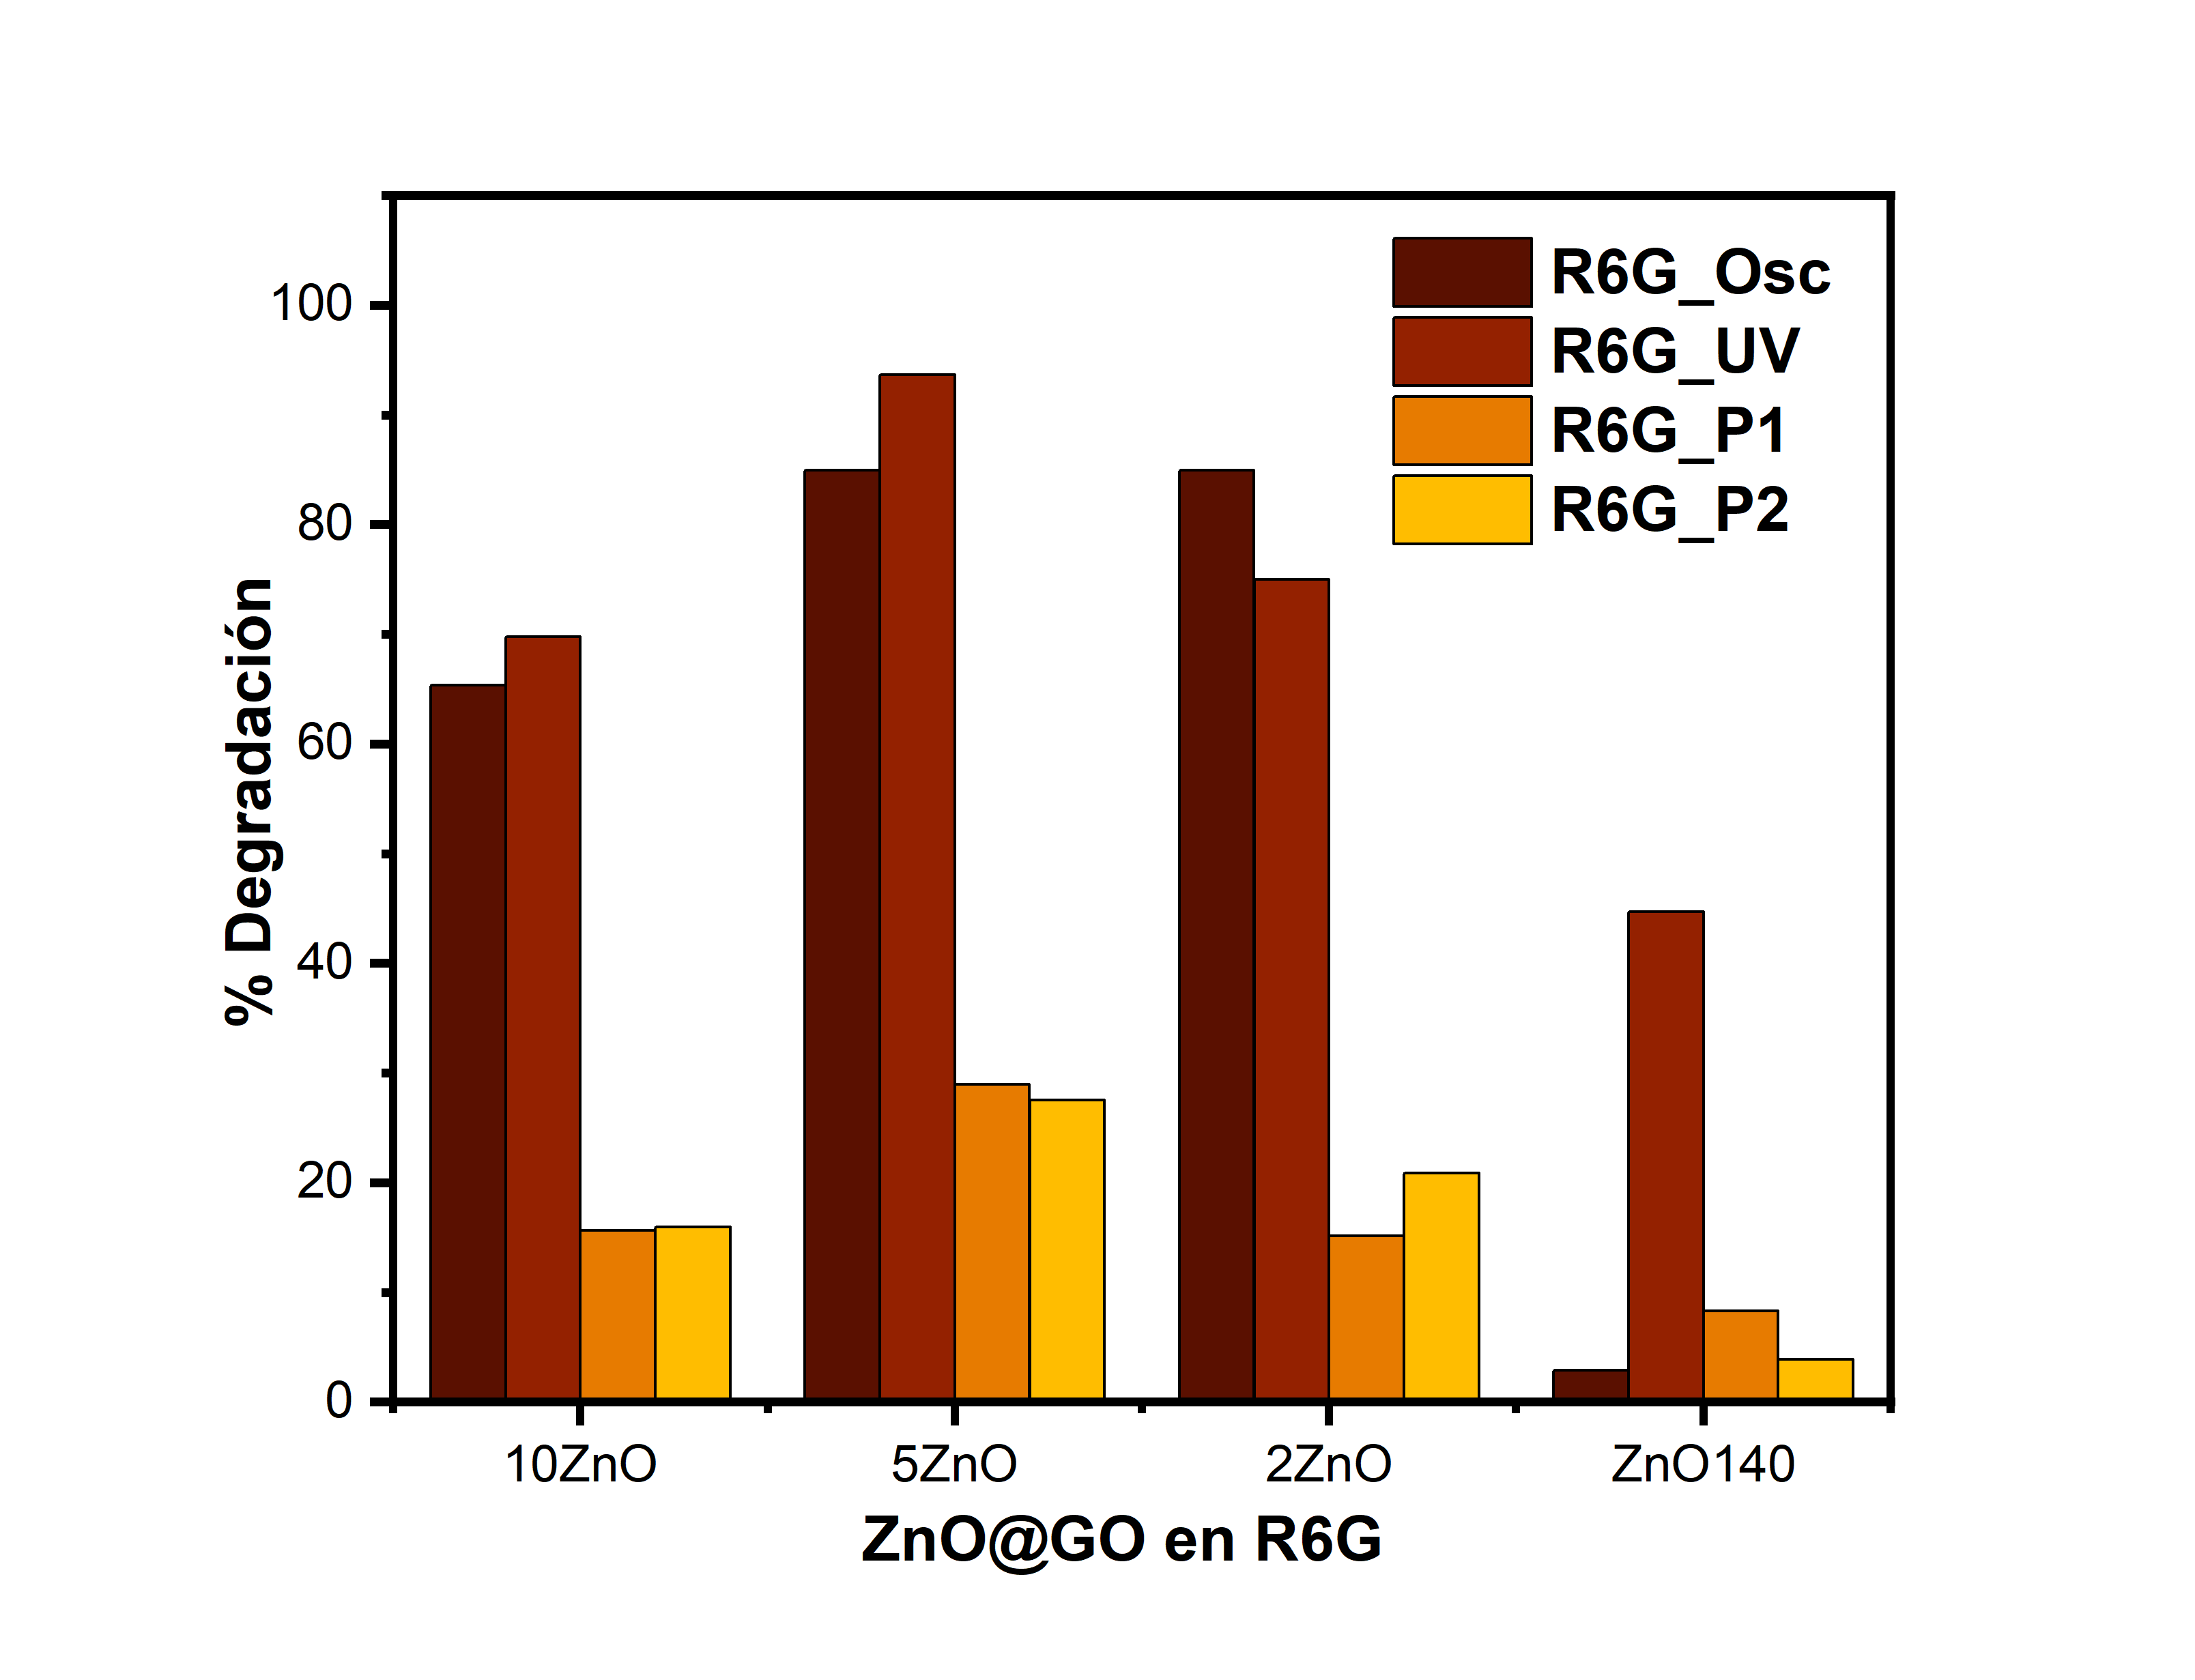 R6G_Osc
R6G_UV
R6G_P1
R6G_P2
% Degradación
100
80
60
40
20
0
10ZnO
5ZnO
2ZnO
ZnO140
ZnO@GO en R6G